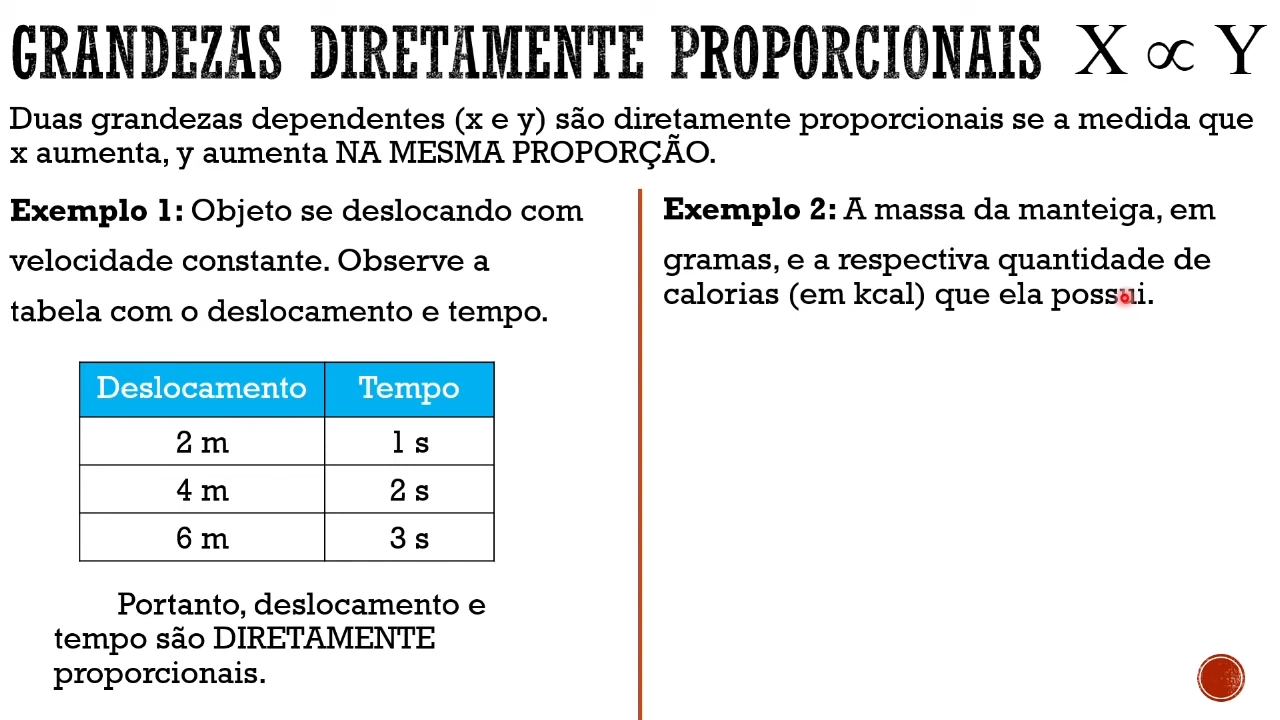 GRANDEZAS DIRETAMENTE PROPORCIONAIS X ∝ Y
Duas grandezas dependentes (x e y) são diretamente proporcionais se a medida que
x aumenta, y aumenta NA MESMA PROPORÇÃO.
Exemplo 1: Objeto se deslocando com
velocidade constante. Observe a
tabela com o deslocamento e tempo.
Deslocamento Tempo
2 m 1 s
4 m 2 s
6 m 3 s
Portanto, deslocamento e
tempo são DIRETAMENTE
proporcionais.
Exemplo 2: A massa da manteiga, em
gramas, e a respectiva quantidade de
calorias (em kcal) que ela possui.